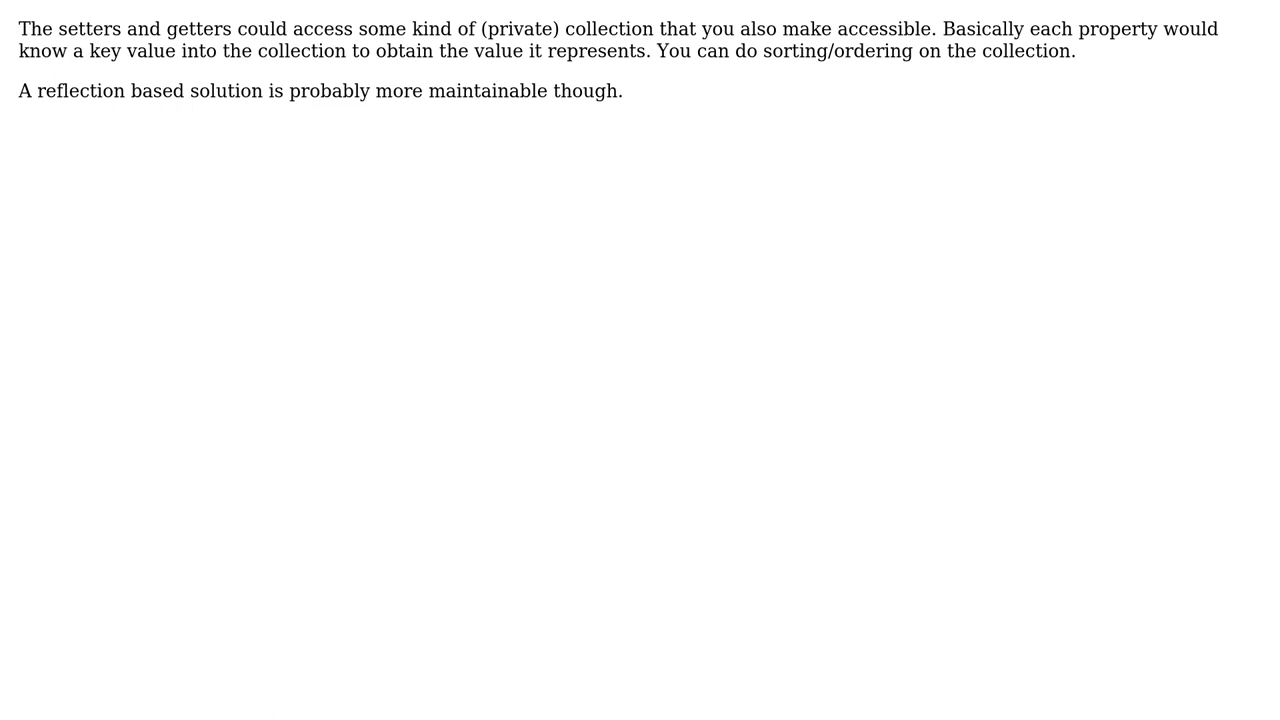 The setters and getters could access some kind of (private) collection that you also make accessible. Basically each property would
know a key value into the collection to obtain the value it represents. You can do sorting/ordering on the collection.
A reflection based solution is probably more maintainable though.